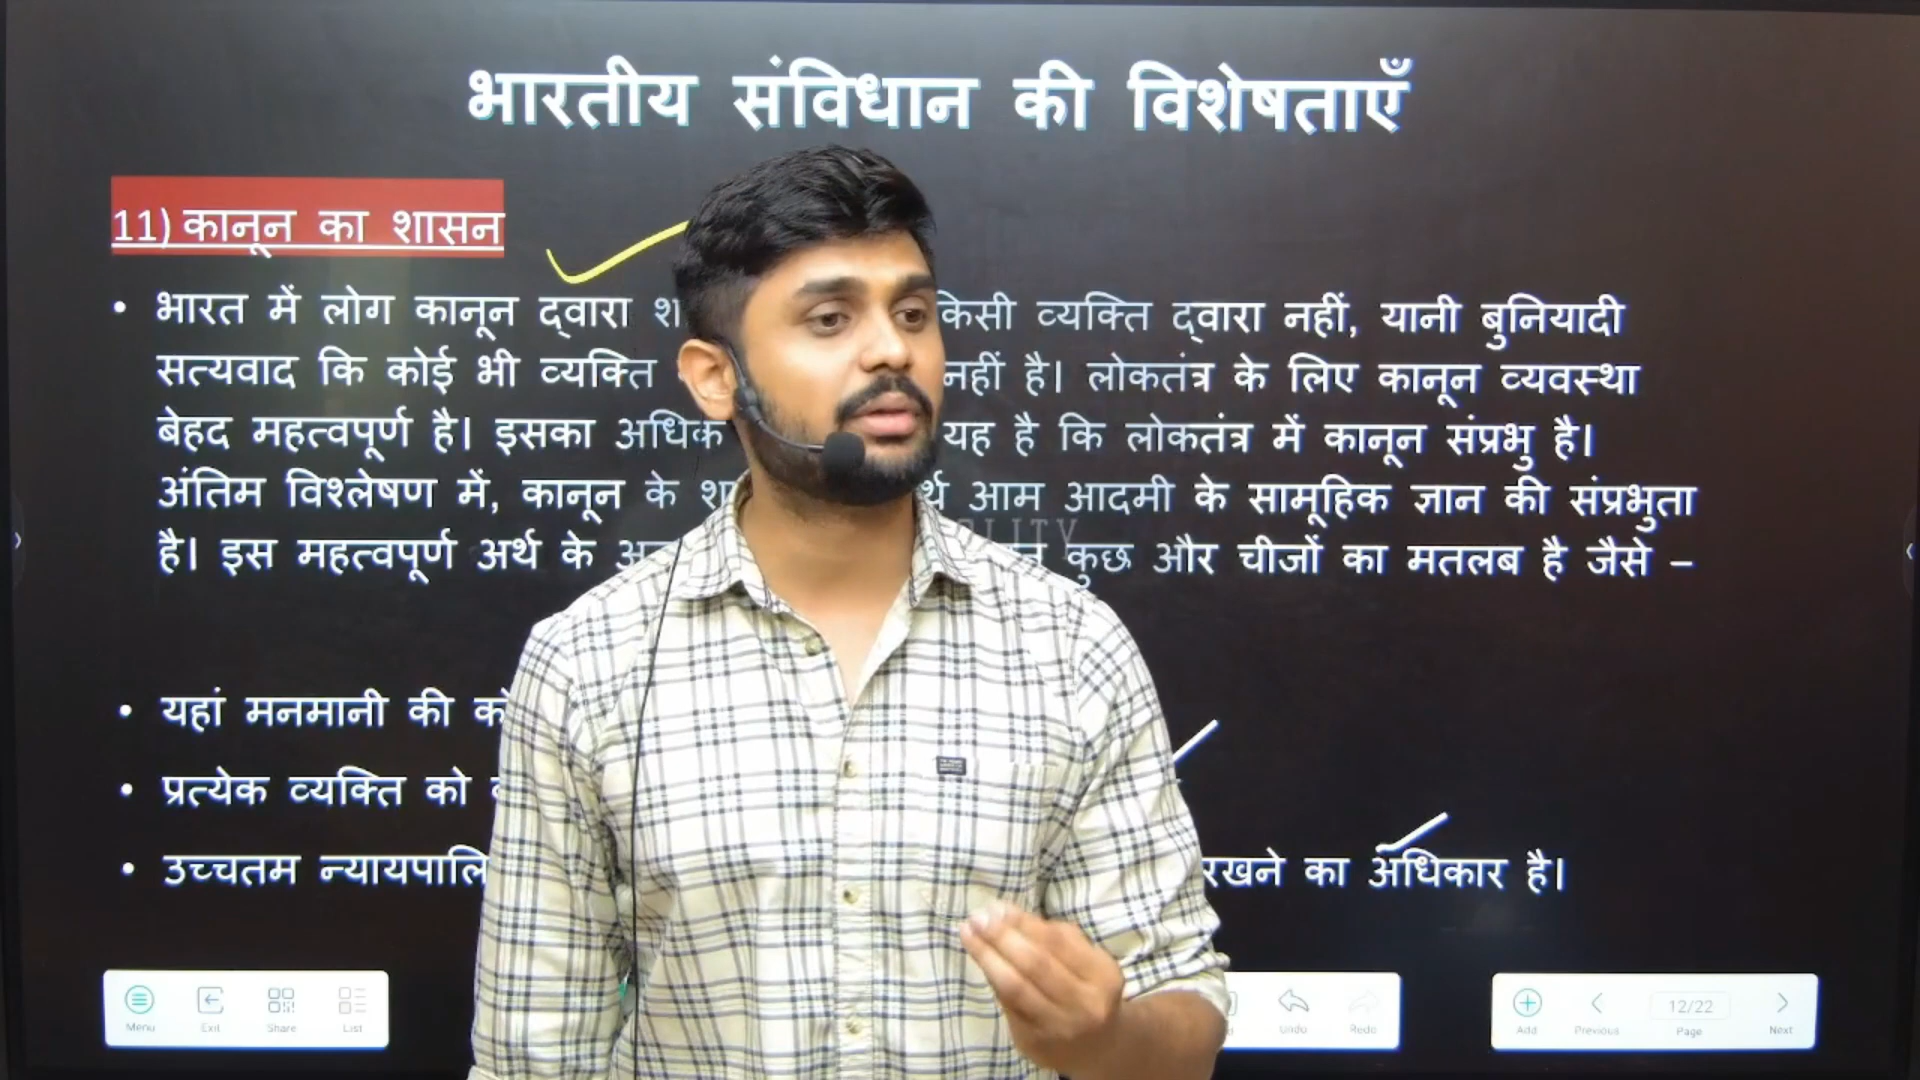 भारतीय संविधान की विशेषताएँ
11) कानून का शासन
• भारत में लोग कानून द्वारा किसी व्यक्ति द्वारा नहीं, यानी बुनियादी
सत्यवाद कि कोई भी व्यक्ति नहीं है। लोकतंत्र के लिए कानून व्यवस्था
बेहद महत्वपूर्ण है। इसका अधिक यह है कि लोकतंत्र में कानून संप्रभु है।
अंतिम विश्लेषण में, कानून के आम आदमी के सामूहिक ज्ञान की संप्रभुता
है। इस महत्वपूर्ण अर्थ के कुछ और चीजों का मतलब है जैसे –
• यहां मनमानी की
• प्रत्येक व्यक्ति को
• उच्चतम रखने का अधिकार है।
Menu Exit Share List Undo Redo Add Previous 12/22 Page Next